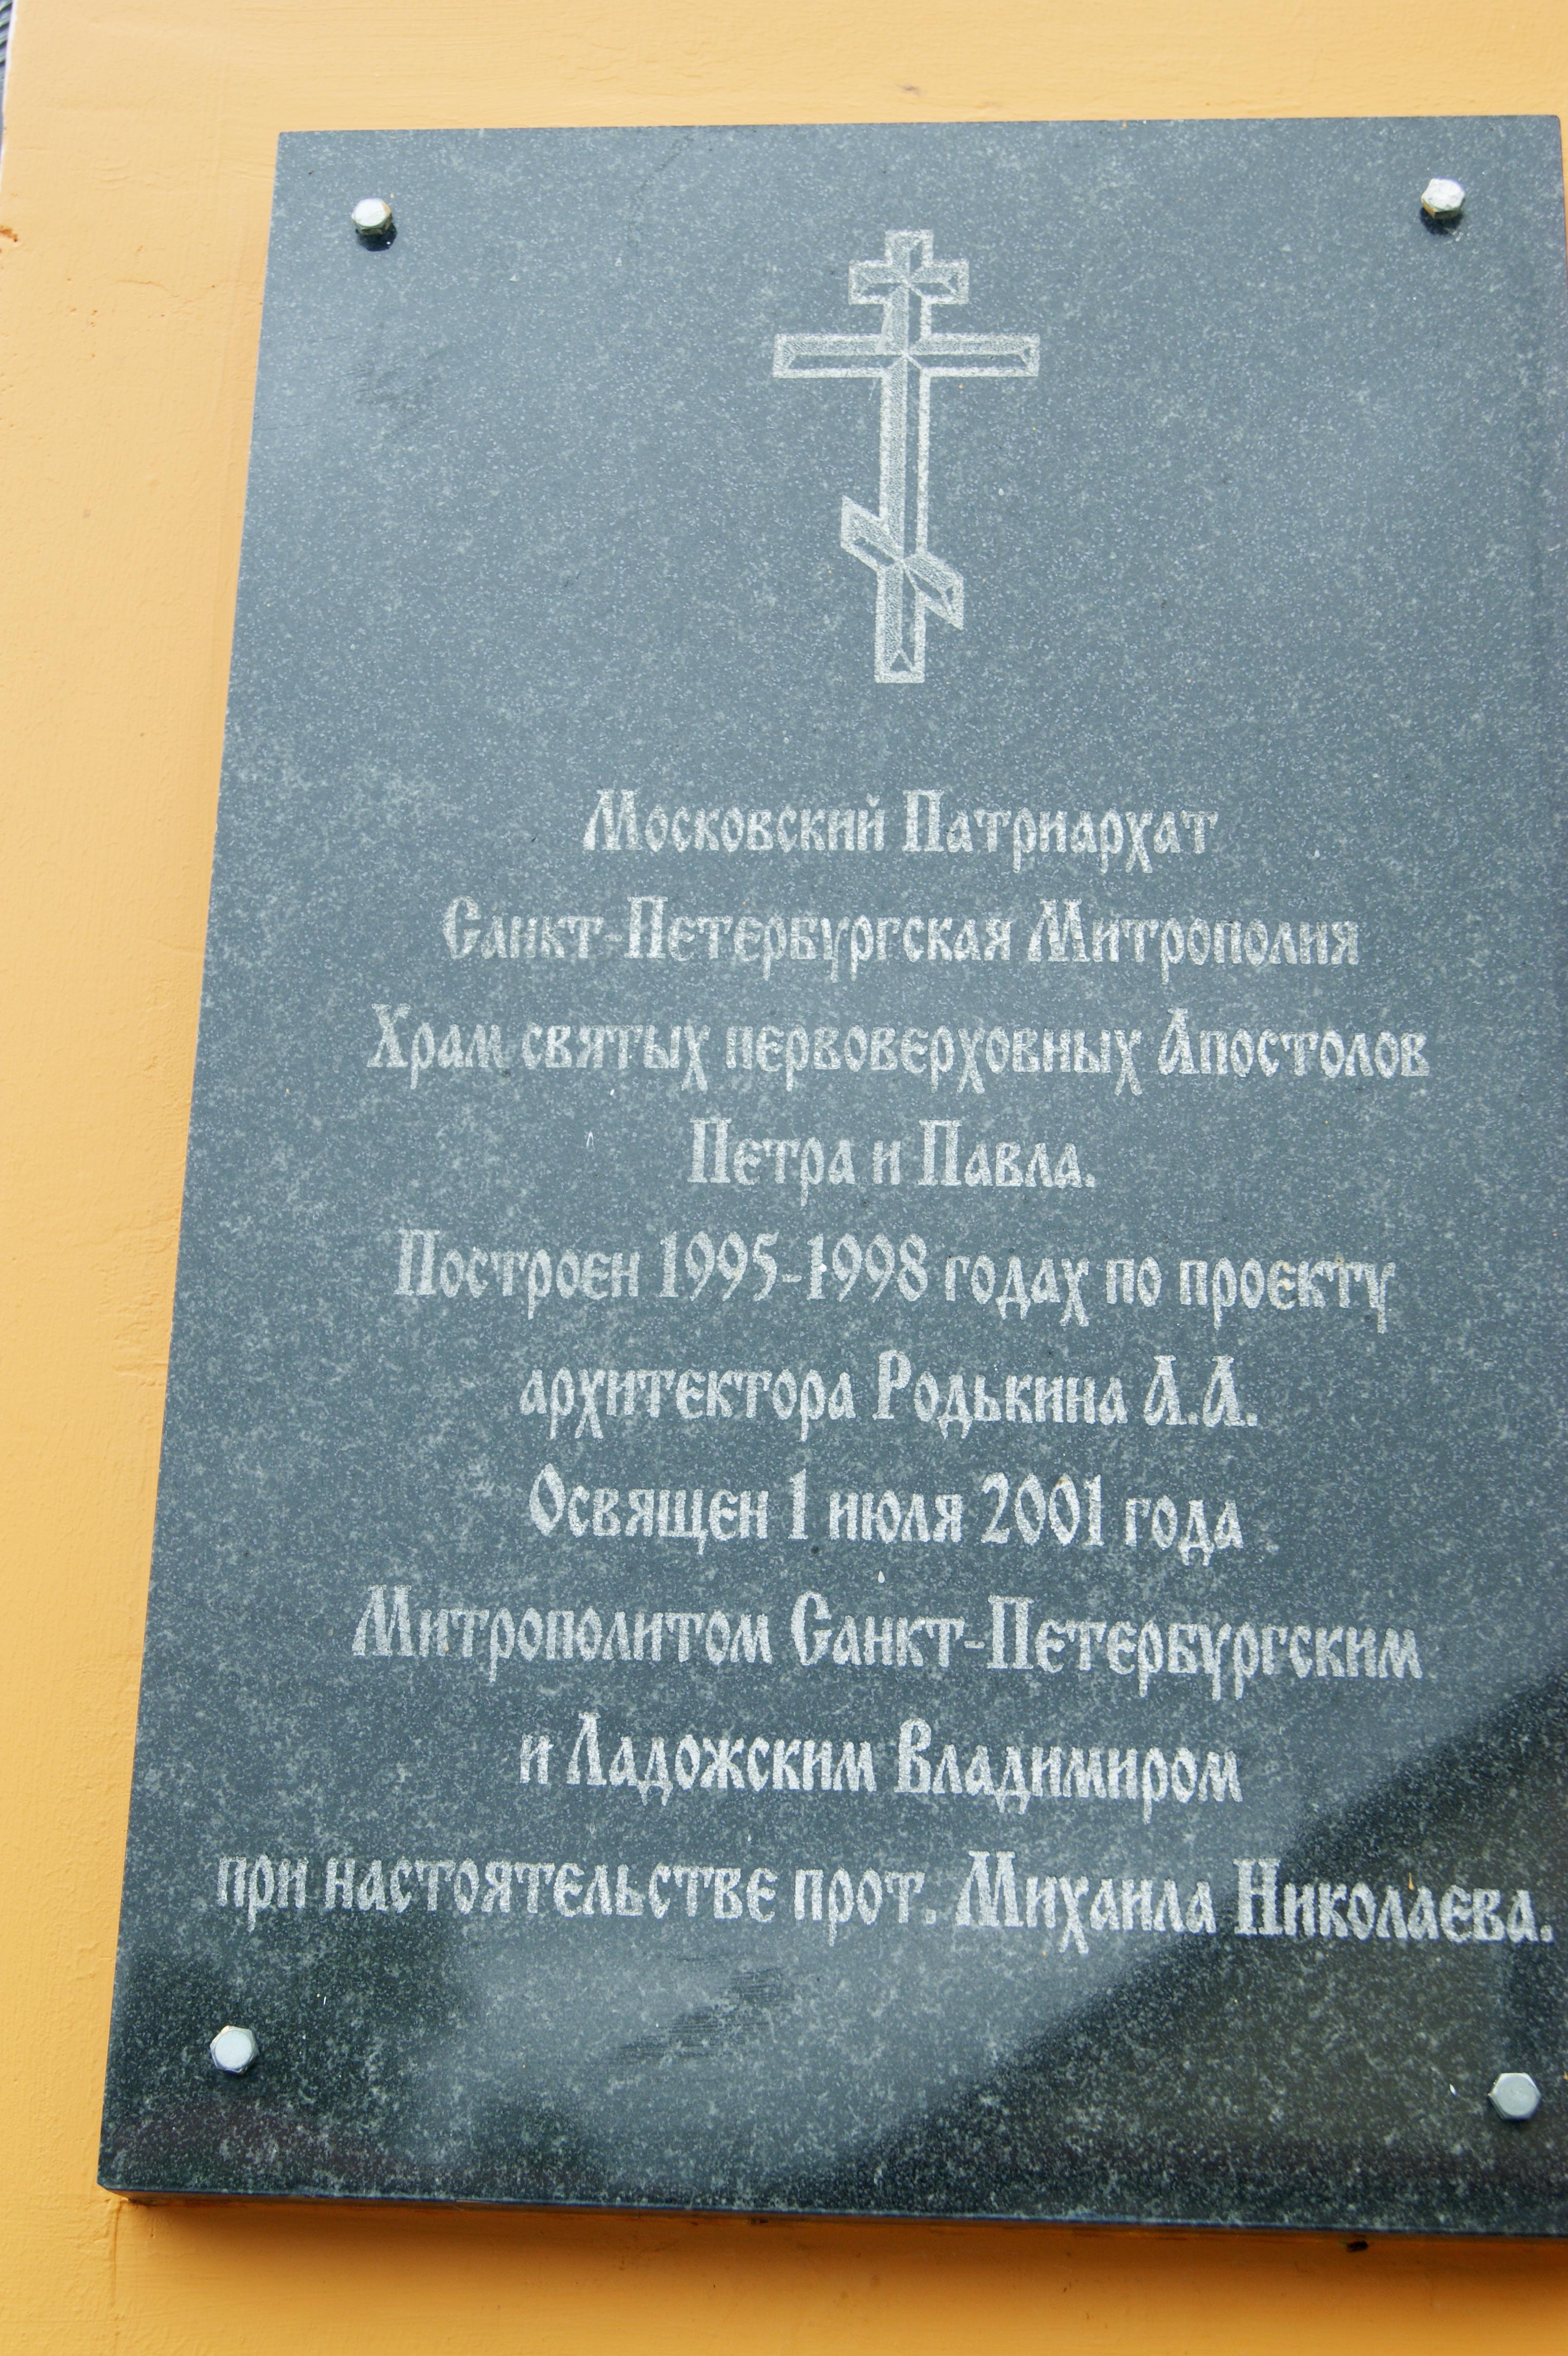 Московский Патриархат
Санкт-Петербургская Митрополия
Храм святых первоверховных Апостолов
Петра и Павла.
Построен 1995-1998 годах по проекту
архитектора Родькина А.А.
Освящен 1 июля 2001 года
Митрополитом Санкт-Петербургским
и Ладожским Владимиром
при настоятельстве прот. Михаила Николаева.